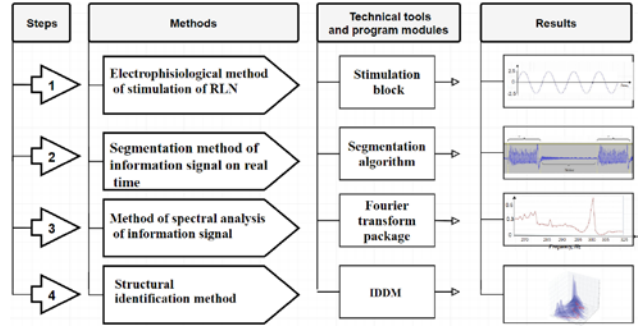 Steps
Methods
Technical tools
and program modules
Results
1
Electrophisiological method
of stimulation of RLN
Stimulation
block
2
Segmentation method of
information signal on real
time
Segmentation
algorithm
3
Method of spectral analysis
of information signal
Fourier
transform
package
Frequency, Hz
4
Structural
identification method
IDDM